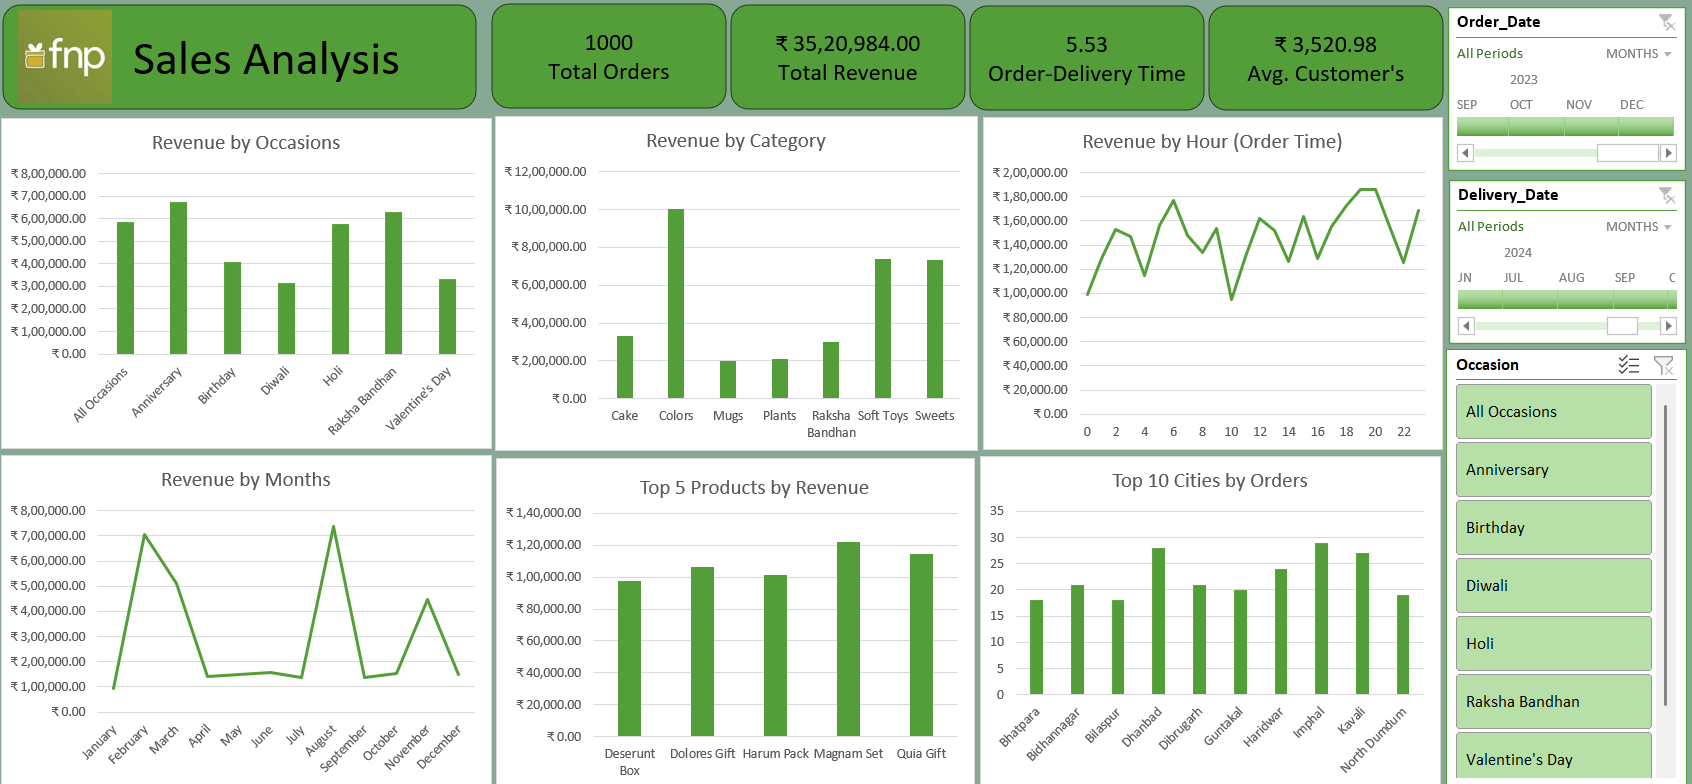 fnp
Sales Analysis
1000
Total Orders
₹ 35,20,984.00
Total Revenue
5.53
Order-Delivery Time
₹ 3,520.98
Avg. Customer's
Order_Date
All Periods
MONTHS
2023
SEP OCT NOV DEC
Delivery_Date
All Periods
MONTHS
2024
JN JUL AUG SEP C
Occasion
All Occasions
Anniversary
Birthday
Diwali
Holi
Raksha Bandhan
Valentine's Day
Revenue by Occasions
₹ 8,00,000.00
₹ 7,00,000.00
₹ 6,00,000.00
₹ 5,00,000.00
₹ 4,00,000.00
₹ 3,00,000.00
₹ 2,00,000.00
₹ 1,00,000.00
₹ 0.00
All Occasions Anniversary Birthday Diwali Holi Raksha Bandhan Valentine's Day
Revenue by Category
₹ 12,00,000.00
₹ 10,00,000.00
₹ 8,00,000.00
₹ 6,00,000.00
₹ 4,00,000.00
₹ 2,00,000.00
₹ 0.00
Cake Colors Mugs Plants Raksha Soft Toys Sweets
Bandhan
Revenue by Hour (Order Time)
₹ 2,00,000.00
₹ 1,80,000.00
₹ 1,60,000.00
₹ 1,40,000.00
₹ 1,20,000.00
₹ 1,00,000.00
₹ 80,000.00
₹ 60,000.00
₹ 40,000.00
₹ 20,000.00
₹ 0.00
0 2 4 6 8 10 12 14 16 18 20 22
Revenue by Months
₹ 8,00,000.00
₹ 7,00,000.00
₹ 6,00,000.00
₹ 5,00,000.00
₹ 4,00,000.00
₹ 3,00,000.00
₹ 2,00,000.00
₹ 1,00,000.00
₹ 0.00
January February March April May June July August September October November December
Top 5 Products by Revenue
₹ 1,40,000.00
₹ 1,20,000.00
₹ 1,00,000.00
₹ 80,000.00
₹ 60,000.00
₹ 40,000.00
₹ 20,000.00
₹ 0.00
Deserunt Dolores Gift Harum Pack Magnam Set Quia Gift
Box
Top 10 Cities by Orders
35
30
25
20
15
10
5
0
Bhatpara Bidhannagar Bilaspur Dhanbad Dibrugarh Guntakal Haridwar Imphal Kavali North Dumdum